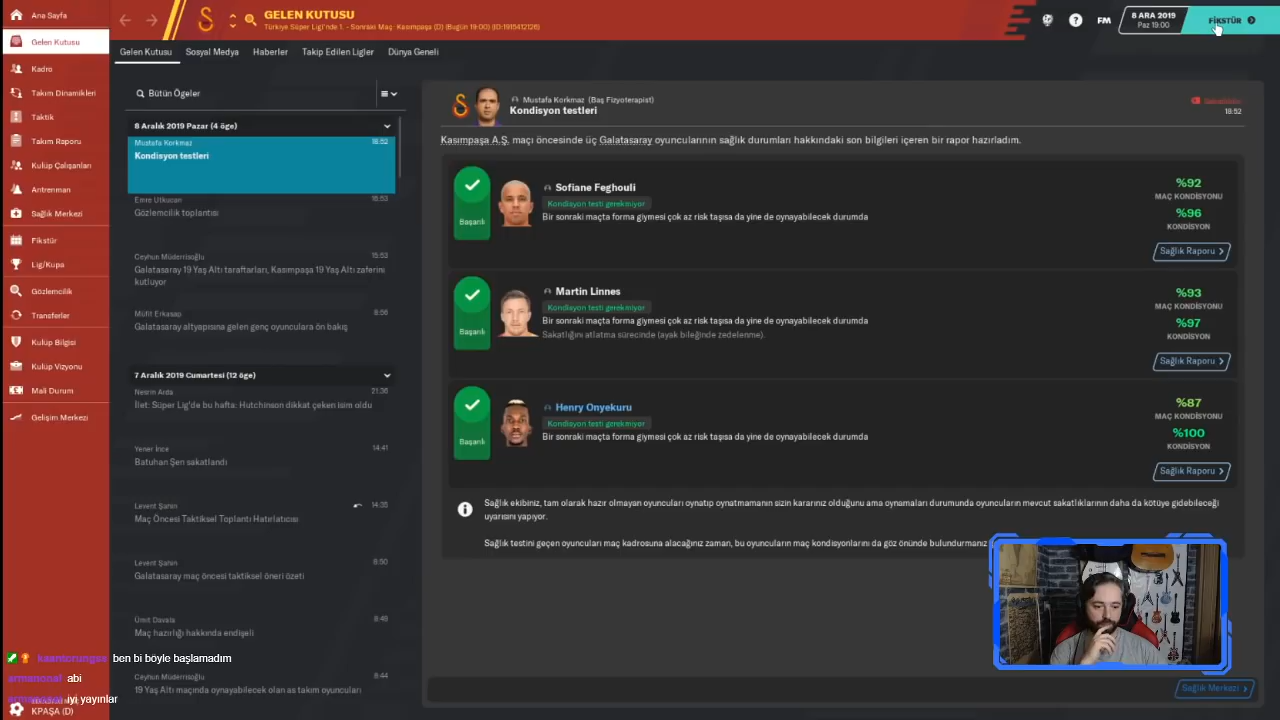 Ana Sayfa
Gelen Kutusu
Kadro
Takım Dinamikleri
Taktik
Takım Raporu
Kulüp Çalışanları
Antrenman
Sağlık Merkezi
Fikstür
Lig/Kupa
Gözlemcilik
Transferler
Kulüp Bilgisi
Kulüp Vizyonu
Mali Durum
Gelişim Merkezi
KPAŞA (D)
GELEN KUTUSU
Türkiye Süper Lig'nde 1. - Sonraki Maç: Kasımpaşa (D) (Bugün 19:00) (ID:1915412126)
FM
8 ARA 2019
Paz 19:00
FİKSTÜR
Gelen Kutusu Sosyal Medya Haberler Takip Edilen Ligler Dünya Geneli
Bütün Ögeler
8 Aralık 2019 Pazar (4 öge)
Mustafa Korkmaz 18:52
Kondisyon testleri
Emre Utkucan 16:53
Gözlemcilik toplantısı
Ceyhun Müderrisoğlu 15:53
Galatasaray 19 Yaş Altı taraftarları, Kasımpaşa 19 Yaş Altı zaferini
kutluyor
Müfit Erkasap 8:56
Galatasaray altyapısına gelen genç oyunculara ön bakış
7 Aralık 2019 Cumartesi (12 öge)
Nesrin Arda 21:36
İlet: Süper Lig'de bu hafta: Hutchinson dikkat çeken isim oldu
Yener İnce 14:41
Batuhan Şen sakatlandı
Levent Şahin 14:35
Maç Öncesi Taktiksel Toplantı Hatırlatıcısı
Levent Şahin 8:50
Galatasaray maç öncesi taktiksel öneri özeti
Ümit Davala 8:49
Maç hazırlığı hakkında endişeli
Ceyhun Müderrisoğlu 8:44
19 Yaş Altı maçında oynayabilecek olan as takım oyuncuları
Mustafa Korkmaz (Baş Fizyoterapist)
Kondisyon testleri
18:52
Kasımpaşa A.Ş. maçı öncesinde üç Galatasaray oyuncularının sağlık durumları hakkındaki son bilgileri içeren bir rapor hazırladım.
Başarılı
Sofiane Feghouli
Kondisyon testi gerekmiyor
Bir sonraki maçta forma giymesi çok az risk taşısa da yine de oynayabilecek durumda
%92
MAÇ KONDİSYONU
%96
KONDİSYON
Sağlık Raporu
Başarılı
Martin Linnes
Kondisyon testi gerekmiyor
Bir sonraki maçta forma giymesi çok az risk taşısa da yine de oynayabilecek durumda
Sakatlığını atlatma sürecinde (ayak bileğinde zedelenme).
%93
MAÇ KONDİSYONU
%97
KONDİSYON
Sağlık Raporu
Başarılı
Henry Onyekuru
Kondisyon testi gerekmiyor
Bir sonraki maçta forma giymesi çok az risk taşısa da yine de oynayabilecek durumda
%87
MAÇ KONDİSYONU
%100
KONDİSYON
Sağlık Raporu
Sağlık ekibiniz, tam olarak hazır olmayan oyuncuları oynatıp oynatmamanın sizin kararınız olduğunu ama oynamaları durumunda oyuncuların mevcut sakatlıklarının daha da kötüye gidebileceği
uyarısını yapıyor.
Sağlık testini geçen oyuncuları maç kadrosuna alacağınız zaman, bu oyuncuların maç kondisyonlarını da göz önünde bulundurmanız
Sağlık Merkezi
kaantorungss ben bi böyle başlamadım
armenonal abi
iyi yayınlar